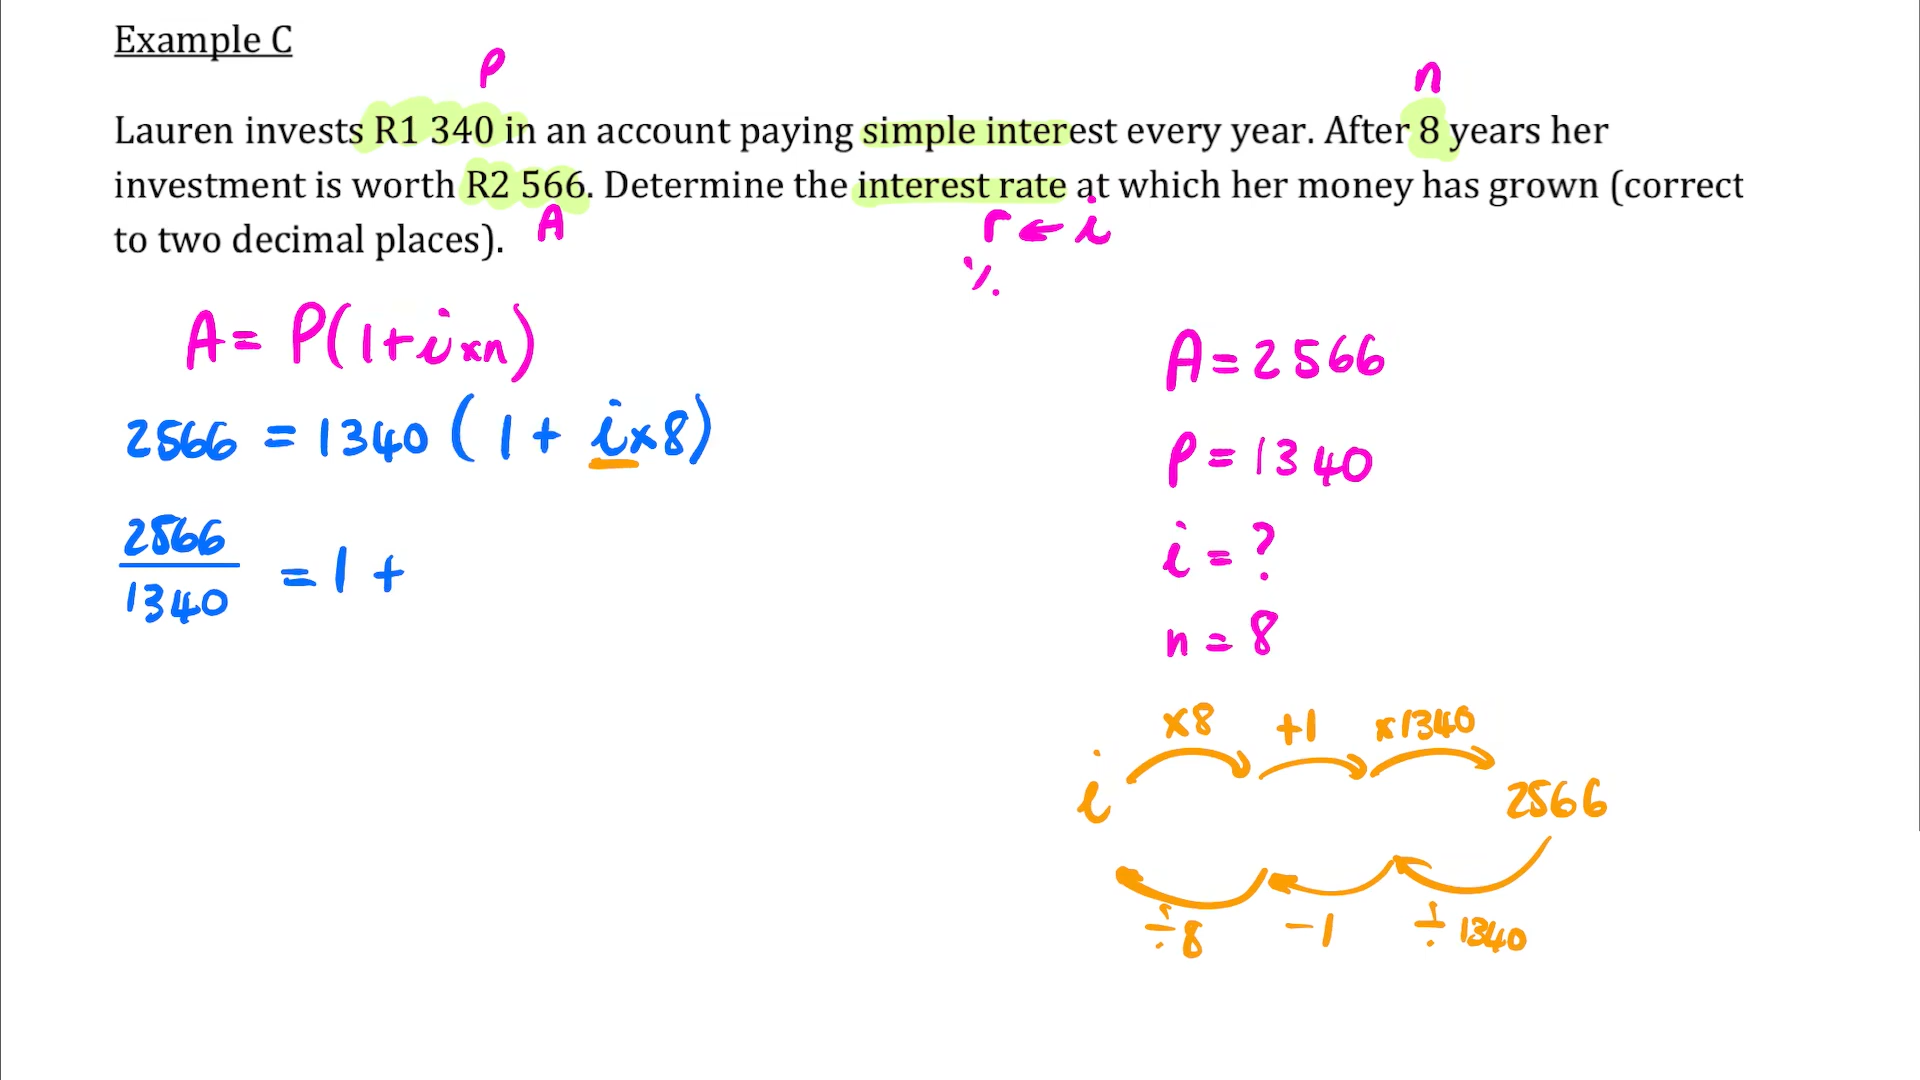 Example C
P
n
Lauren invests R1 340 in an account paying simple interest every year. After 8 years her
investment is worth R2 566. Determine the interest rate at which her money has grown (correct
to two decimal places).
A
r ← i
%
A = P(1+i×n)
2566 = 1340 (1 + i×8)
2566/1340 = 1 +
A = 2566
P = 1340
i = ?
n = 8
×8 +1 ×1340
i 2566
÷8 −1 ÷1340